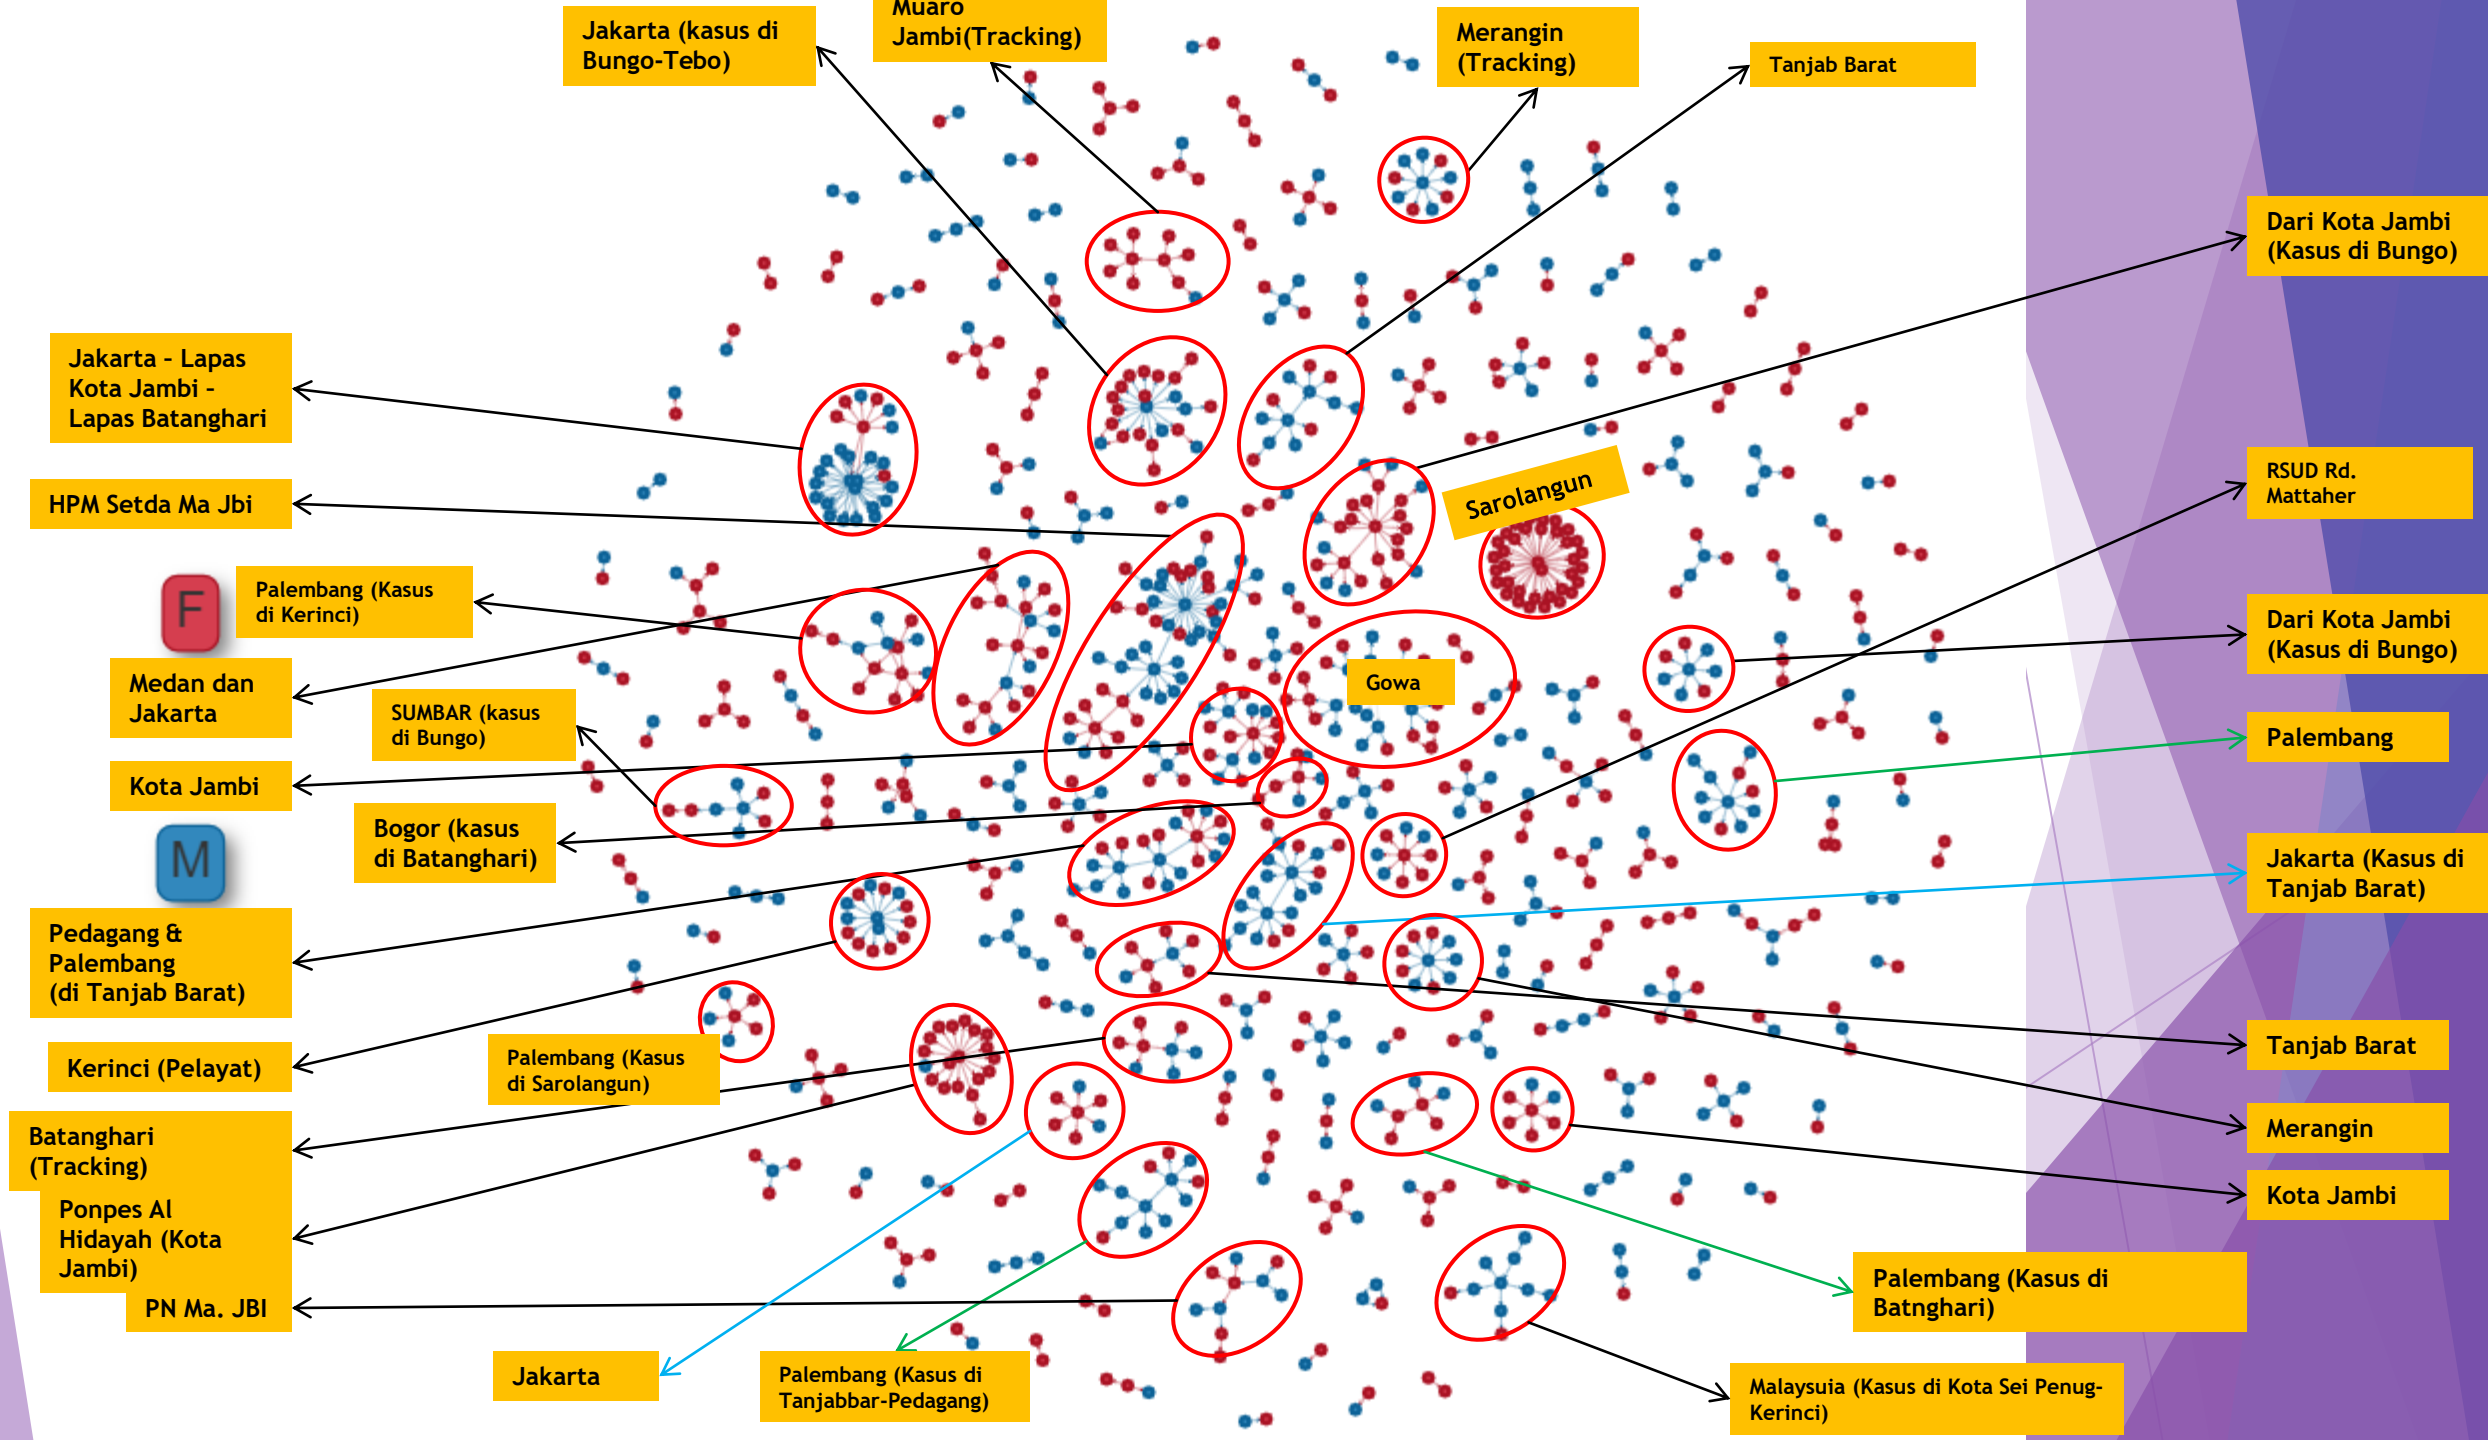 Muaro
Jambi(Tracking)
Jakarta (kasus di
Bungo-Tebo)
Merangin
(Tracking)
Tanjab Barat
Dari Kota Jambi
(Kasus di Bungo)
Jakarta – Lapas
Kota Jambi –
Lapas Batanghari
HPM Setda Ma Jbi
Sarolangun
RSUD Rd.
Mattaher
F
Palembang (Kasus
di Kerinci)
Dari Kota Jambi
(Kasus di Bungo)
Medan dan
Jakarta
Gowa
SUMBAR (kasus
di Bungo)
Palembang
Kota Jambi
Bogor (kasus
di Batanghari)
M
Jakarta (Kasus di
Tanjab Barat)
Pedagang &
Palembang
(di Tanjab Barat)
Kerinci (Pelayat)
Palembang (Kasus
di Sarolangun)
Tanjab Barat
Batanghari
(Tracking)
Merangin
Ponpes Al
Hidayah (Kota
Jambi)
Kota Jambi
PN Ma. JBI
Palembang (Kasus di
Batnghari)
Jakarta
Palembang (Kasus di
Tanjabbar-Pedagang)
Malaysuia (Kasus di Kota Sei Penug-
Kerinci)